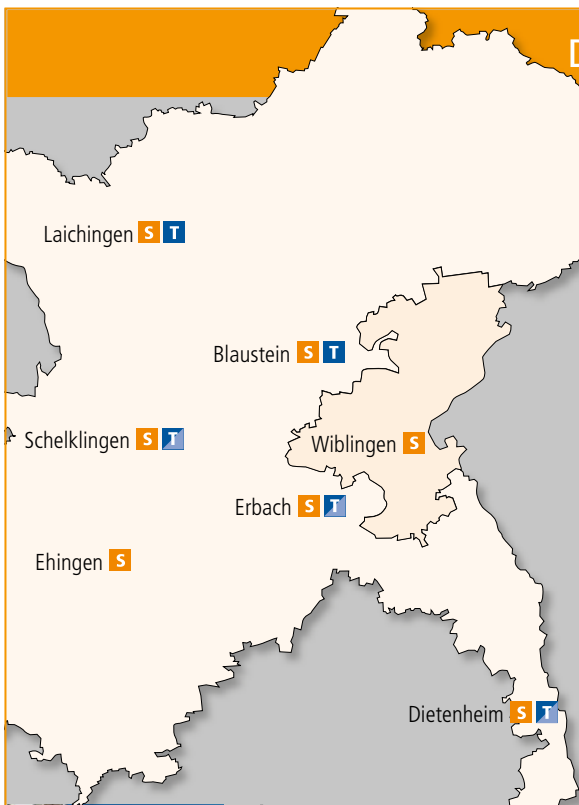 D
Laichingen S T
Blaustein S T
Schelklingen S T
Wiblingen S
Erbach S T
Ehingen S
Dietenheim S T